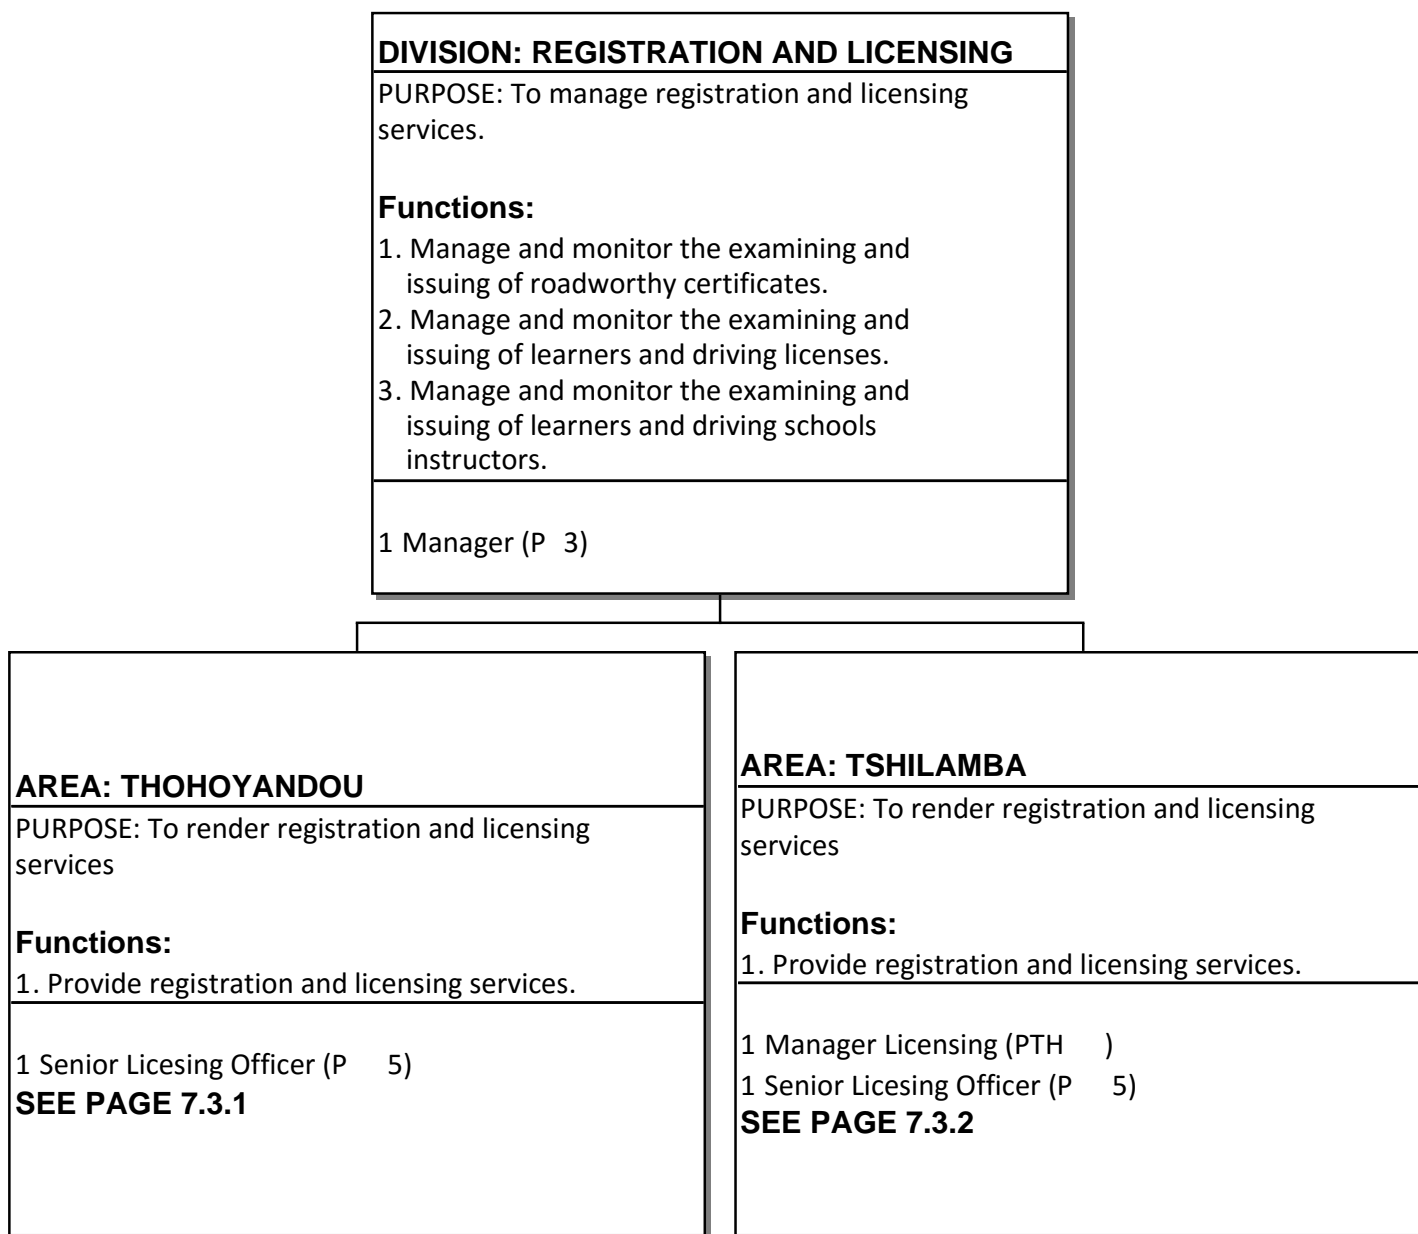 DIVISION: REGISTRATION AND LICENSING
PURPOSE: To manage registration and licensing
services.
Functions:
1. Manage and monitor the examining and
issuing of roadworthy certificates.
2. Manage and monitor the examining and
issuing of learners and driving licenses.
3. Manage and monitor the examining and
issuing of learners and driving schools
instructors.
1 Manager (P 3)
AREA: THOHOYANDOU
PURPOSE: To render registration and licensing
services
Functions:
1. Provide registration and licensing services.
1 Senior Licesing Officer (P 5)
SEE PAGE 7.3.1
AREA: TSHILAMBA
PURPOSE: To render registration and licensing
services
Functions:
1. Provide registration and licensing services.
1 Manager Licensing (PTH )
1 Senior Licesing Officer (P 5)
SEE PAGE 7.3.2